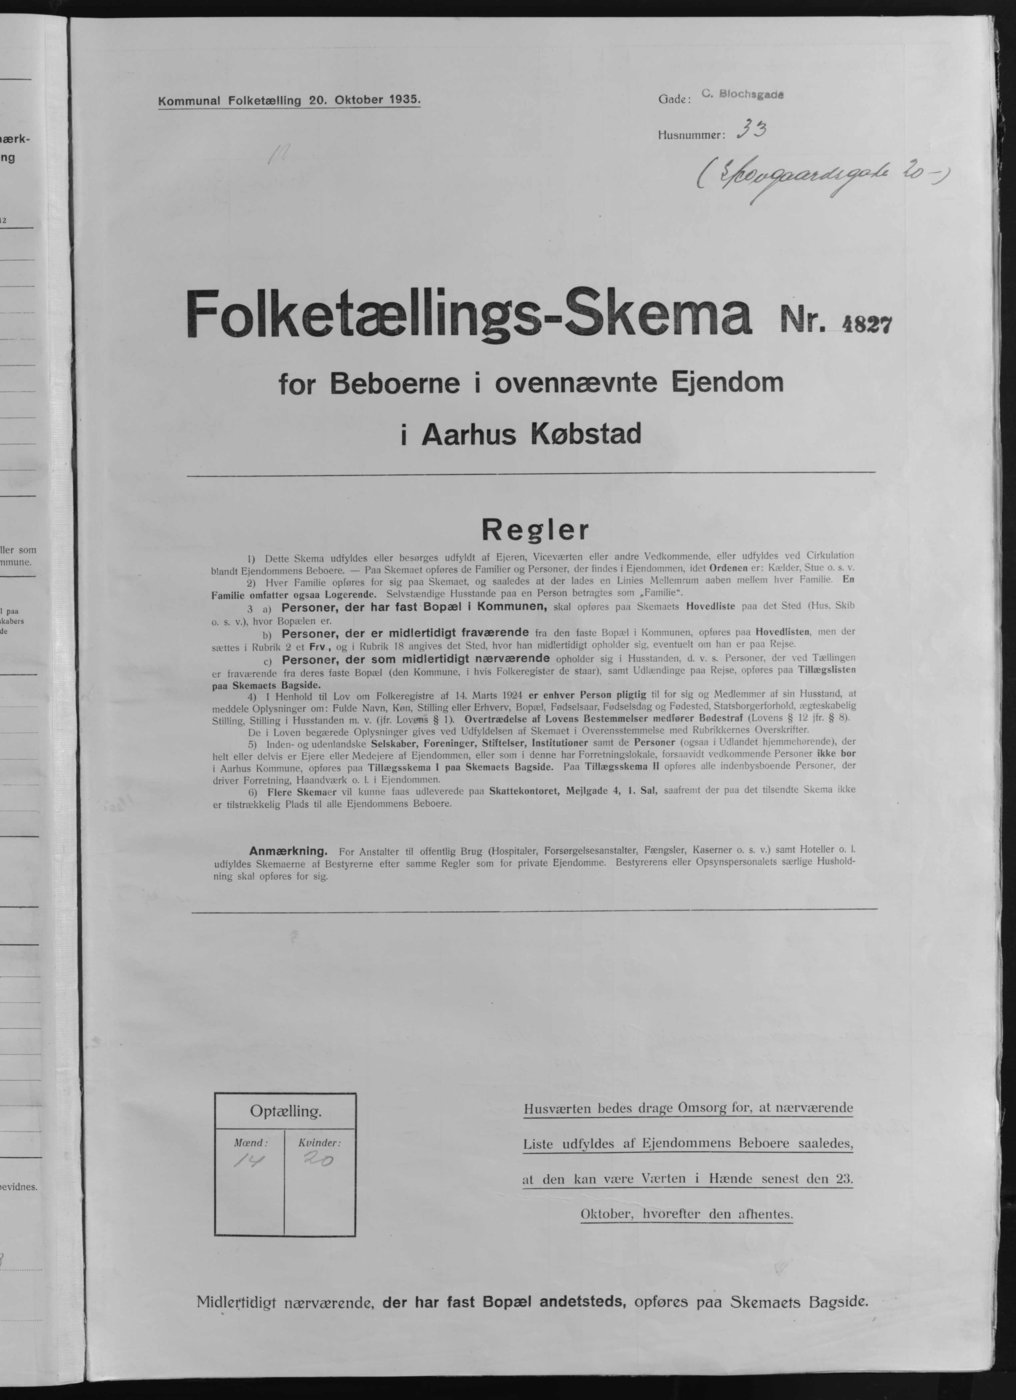 Kommunal Folketælling 20. Oktober 1935.
Gade: C. Blochsgade
Husnummer: 33
(Skovgaardsgade 20-)
Folketællings-Skema Nr. 4827
for Beboerne i ovennævnte Ejendom
i Aarhus Købstad
Regler
1) Dette Skema udfyldes eller besørges udfyldt af Ejeren, Viceværten eller andre Vedkommende, eller udfyldes ved Cirkulation
blandt Ejendommens Beboere. — Paa Skemaet opføres de Familier og Personer, der findes i Ejendommen, idet Ordenen er: Kælder, Stue o. s. v.
2) Hver Familie opføres for sig paa Skemaet, og saaledes at der lades en Linies Mellemrum aaben mellem hver Familie. En
Familie omfatter ogsaa Logerende. Selvstændige Husstande paa en Person betragtes som „Familie“.
3 a) Personer, der har fast Bopæl i Kommunen, skal opføres paa Skemaets Hovedliste paa det Sted (Hus, Skib
o. s. v.), hvor Bopælen er.
b) Personer, der er midlertidigt fraværende fra den faste Bopæl i Kommunen, opføres paa Hovedlisten, men der
sættes i Rubrik 2 et Frv., og i Rubrik 18 angives det Sted, hvor han midlertidigt opholder sig, eventuelt om han er paa Rejse.
c) Personer, der som midlertidigt nærværende opholder sig i Husstanden, d. v. s. Personer, der ved Tællingen
er fraværende fra deres faste Bopæl (den Kommune, i hvis Folkeregister de staar), samt Udlændinge paa Rejse, opføres paa Tillægslisten
paa Skemaets Bagside.
4) I Henhold til Lov om Folkeregistre af 14. Marts 1924 er enhver Person pligtig til for sig og Medlemmer af sin Husstand, at
meddele Oplysninger om: Fulde Navn, Køn, Stilling eller Erhverv, Bopæl, Fødselsaar, Fødselsdag og Fødested, Statsborgerforhold, ægteskabelig
Stilling, Stilling i Husstanden m. v. (jfr. Lovens § 1). Overtrædelse af Lovens Bestemmelser medfører Bødestraf (Lovens § 12 jfr. § 8).
De i Loven begærede Oplysninger gives ved Udfyldelsen af Skemaet i Overensstemmelse med Rubrikkernes Overskrifter.
5) Inden- og udenlandske Selskaber, Foreninger, Stiftelser, Institutioner samt de Personer (ogsaa i Udlandet hjemmehørende), der
helt eller delvis er Ejere eller Medejere af Ejendommen, eller som i denne har Forretningslokale, forsaavidt vedkommende Personer ikke bor
i Aarhus Kommune, opføres paa Tillægsskema I paa Skemaets Bagside. Paa Tillægsskema II opføres alle indenbysboende Personer, der
driver Forretning, Haandværk o. l. i Ejendommen.
6) Flere Skemaer vil kunne faas udleverede paa Skattekontoret, Mejlgade 4, 1. Sal, saafremt der paa det tilsendte Skema ikke
er tilstrækkelig Plads til alle Ejendommens Beboere.
Anmærkning. For Anstalter til offentlig Brug (Hospitaler, Forsørgelsesanstalter, Fængsler, Kaserner o. s. v.) samt Hoteller o. l.
udfyldes Skemaerne af Bestyrerne efter samme Regler som for private Ejendomme. Bestyrerens eller Opsynspersonalets særlige Hushold-
ning skal opføres for sig.
Optælling.
Mænd: Kvinder:
14 20
Husværten bedes drage Omsorg for, at nærværende
Liste udfyldes af Ejendommens Beboere saaledes,
at den kan være Værten i Hænde senest den 23.
Oktober, hvorefter den afhentes.
Midlertidigt nærværende, der har fast Bopæl andetsteds, opføres paa Skemaets Bagside.